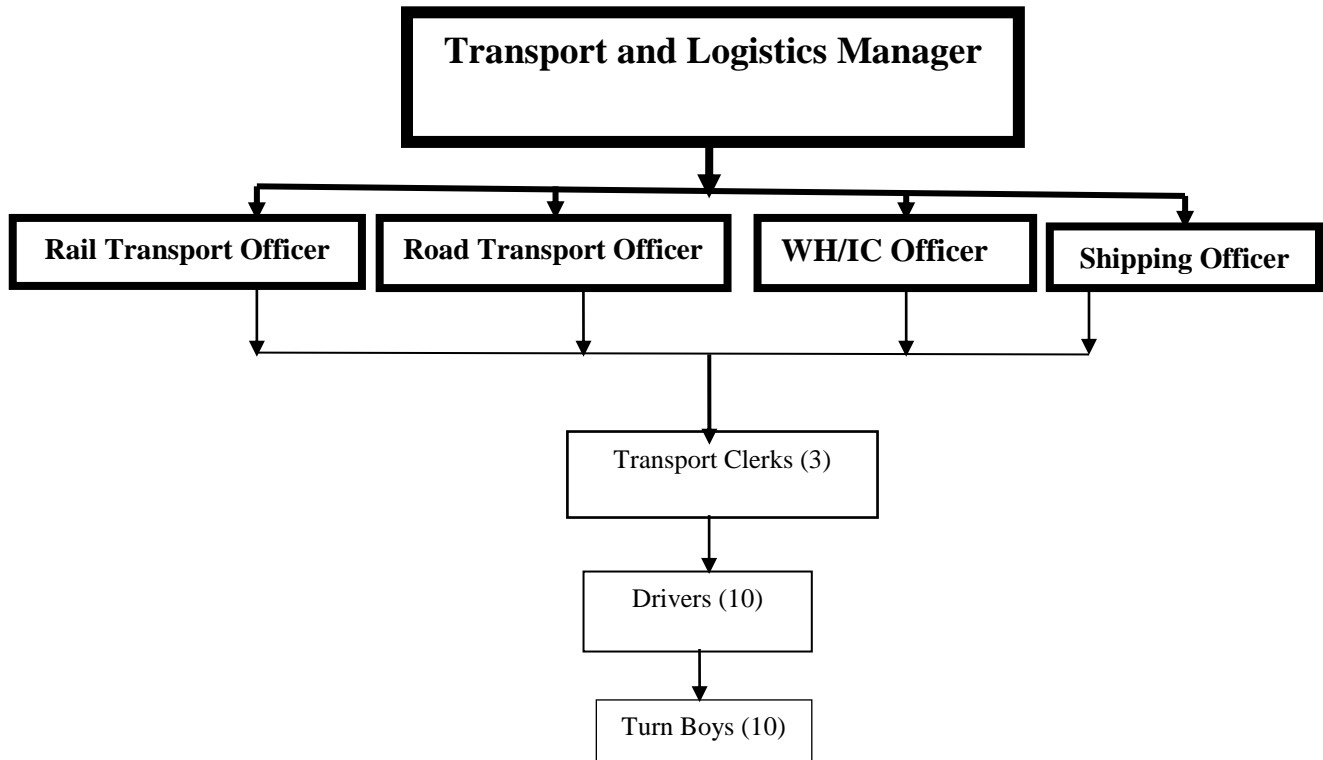 Transport and Logistics Manager
Rail Transport Officer
Road Transport Officer
WH/IC Officer
Shipping Officer
Transport Clerks (3)
Drivers (10)
Turn Boys (10)